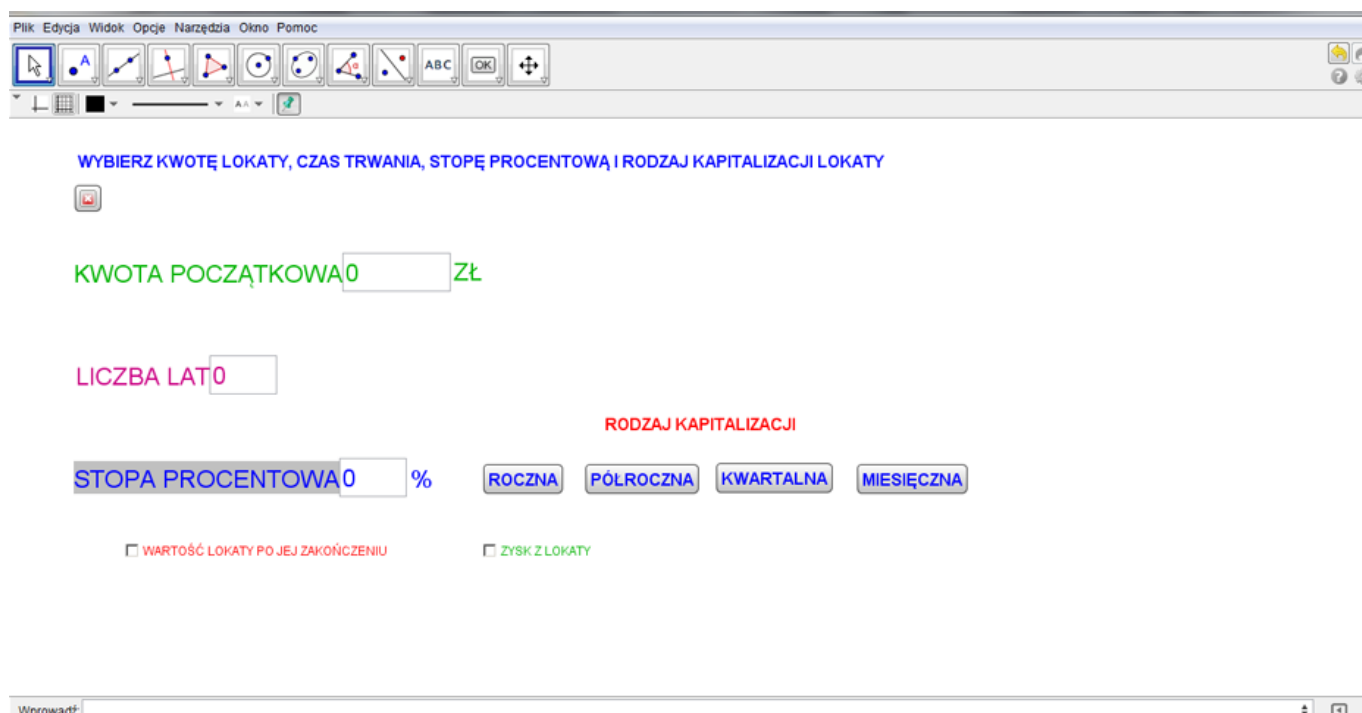 Plik Edycja Widok Opcje Narzędzia Okno Pomoc
A ABC OK
WYBIERZ KWOTĘ LOKATY, CZAS TRWANIA, STOPĘ PROCENTOWĄ I RODZAJ KAPITALIZACJI LOKATY
KWOTA POCZĄTKOWA 0 ZŁ
LICZBA LAT 0
RODZAJ KAPITALIZACJI
STOPA PROCENTOWA 0 % ROCZNA PÓŁROCZNA KWARTALNA MIESIĘCZNA
WARTOŚĆ LOKATY PO JEJ ZAKOŃCZENIU ZYSK Z LOKATY
Wprowadź: